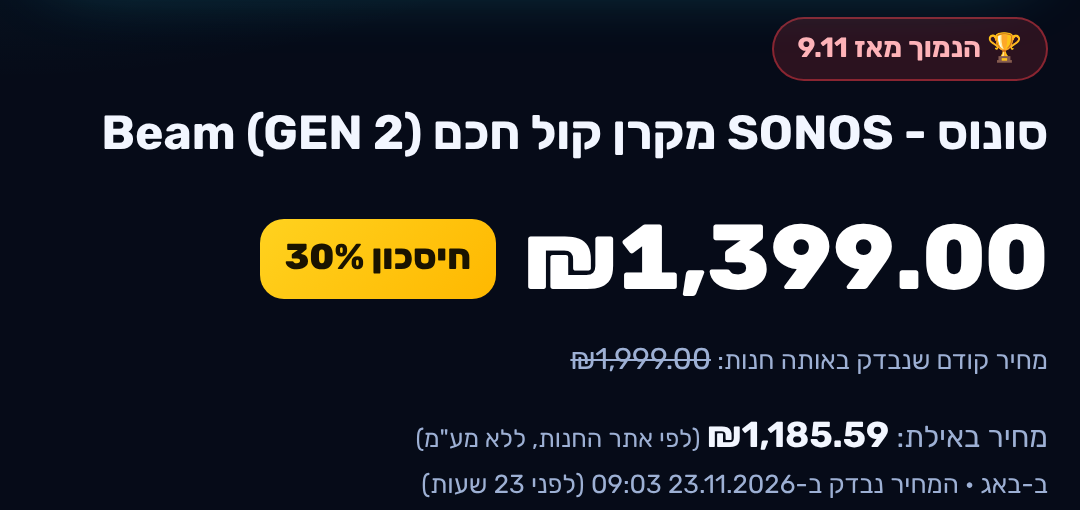 🏆 הנמוך מאז 9.11
סונוס - SONOS מקרן קול חכם Beam (GEN 2)
₪1,399.00 חיסכון 30%
מחיר קודם שנבדק באותה חנות: ₪1,999.00
מחיר באילת: ₪1,185.59 (לפי אתר החנות, ללא מע"מ)
ב-באג • המחיר נבדק ב-23.11.2026 09:03 (לפני 23 שעות)